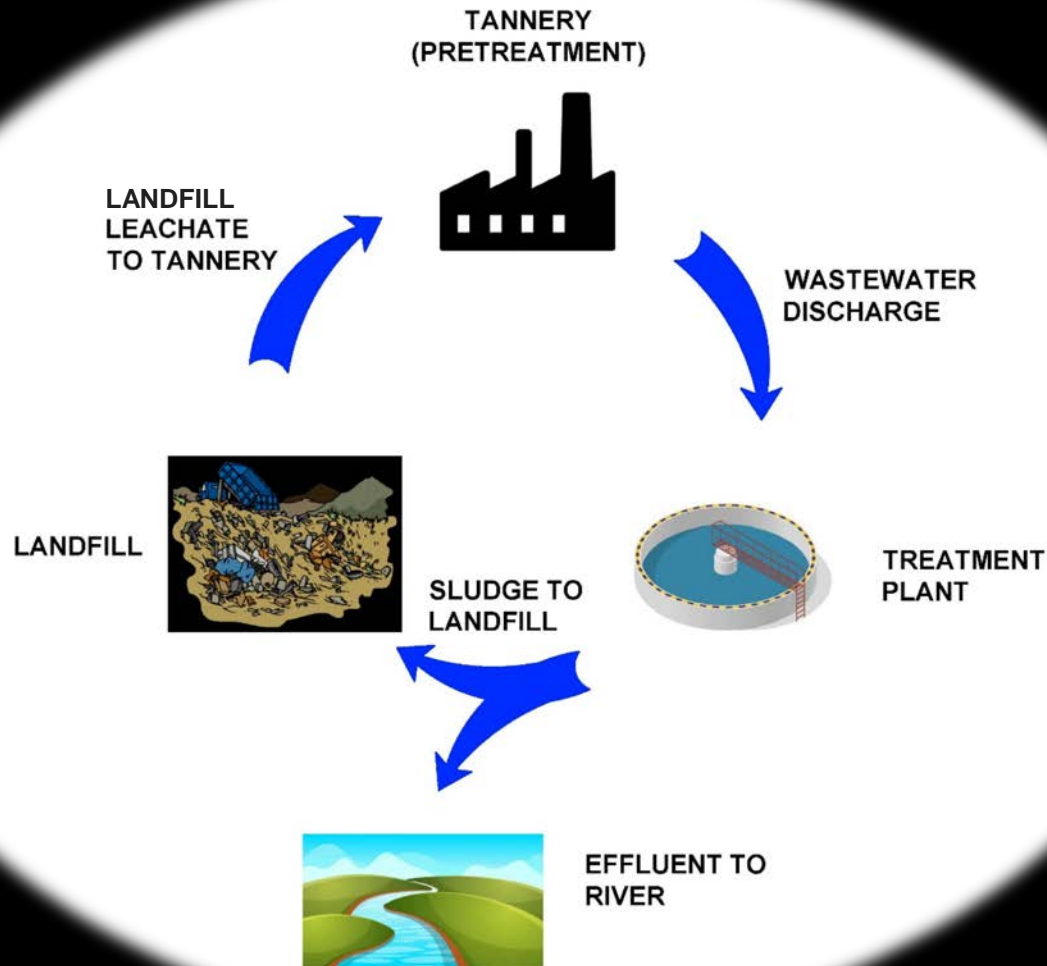 TANNERY
(PRETREATMENT)
LANDFILL
LEACHATE
TO TANNERY
WASTEWATER
DISCHARGE
LANDFILL
SLUDGE TO
LANDFILL
TREATMENT
PLANT
EFFLUENT TO
RIVER